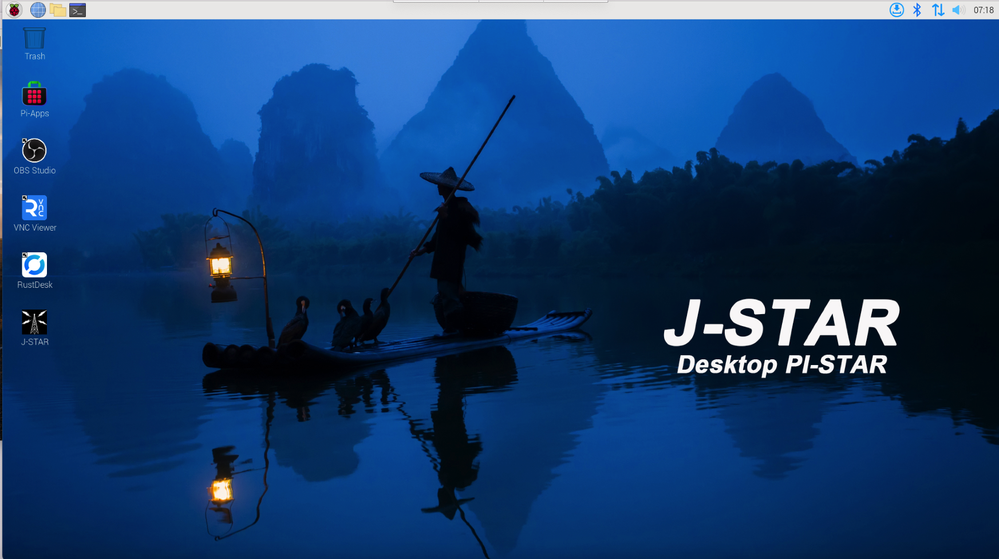 07:18
Trash
Pi-Apps
OBS Studio
VNC Viewer
RustDesk
J-STAR
J-STAR
Desktop PI-STAR